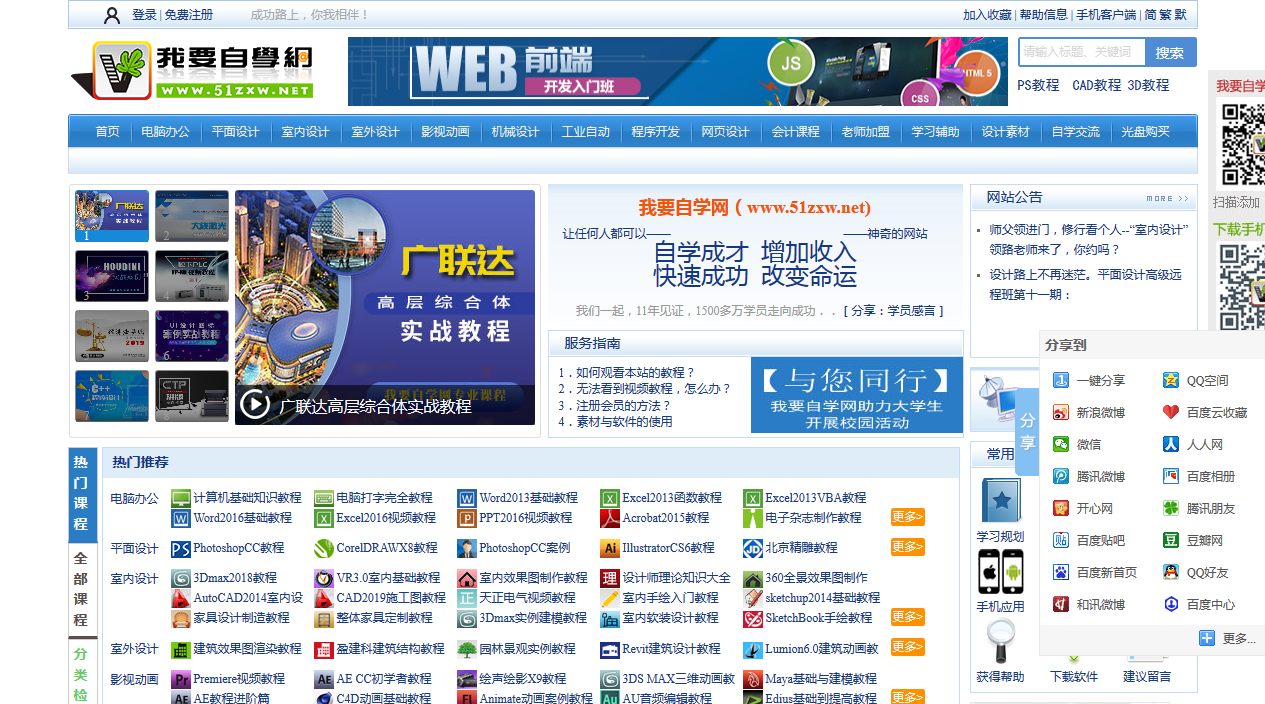 登录 | 免费注册 成功路上，你我相伴！ 加入收藏 | 帮助信息 | 手机客户端 | 简 繁 默
我要自學網
WWW.51ZXW.NET
WEB 前端
开发入门班
JS
CSS
HTML 5
请输入标题、关键词 搜索
PS教程 CAD教程 3D教程
首页 电脑办公 平面设计 室内设计 室外设计 影视动画 机械设计 工业自动 程序开发 网页设计 会计课程 老师加盟 学习辅助 设计素材 自学交流 光盘购买
1
2
HOUDINI
3
4
UI设计图标
案例实战教程
6
C++
CTP
广联达
高层综合体
实战教程
广联达高层综合体实战教程
我要自学网（www.51zxw.net)
让任何人都可以—— ——神奇的网站
自学成才 增加收入
快速成功 改变命运
我们一起，11年见证，1500多万学员走向成功．． [ 分享：学员感言 ]
服务指南
1．如何观看本站的教程？
2．无法看到视频教程，怎么办？
3．注册会员的方法？
4．素材与软件的使用
【与您同行】
我要自学网助力大学生
开展校园活动
网站公告 MORE >>
师父领进门，修行看个人--“室内设计”
领路老师来了，你约吗？
设计路上不再迷茫。平面设计高级远
程班第十一期：
我要自学
扫描添加
下载手机
分享
分享到
一键分享 QQ空间
新浪微博 百度云收藏
微信 人人网
腾讯微博 百度相册
开心网 腾讯朋友
百度贴吧 豆瓣网
百度新首页 QQ好友
和讯微博 百度中心
更多...
常用
学习规划
手机应用
获得帮助 下载软件 建议留言
热门课程
全部课程
分类检
热门推荐
电脑办公 计算机基础知识教程 电脑打字完全教程 Word2013基础教程 Excel2013函数教程 Excel2013VBA教程
Word2016基础教程 Excel2016视频教程 PPT2016视频教程 Acrobat2015教程 电子杂志制作教程 更多>
平面设计 PhotoshopCC教程 CorelDRAWX8教程 PhotoshopCC案例 IllustratorCS6教程 北京精雕教程 更多>
室内设计 3Dmax2018教程 VR3.0室内基础教程 室内效果图制作教程 设计师理论知识大全 360全景效果图制作
AutoCAD2014室内设 CAD2019施工图教程 天正电气视频教程 室内手绘入门教程 sketchup2014基础教程
家具设计制造教程 整体家具定制教程 3Dmax实例建模教程 室内软装设计教程 SketchBook手绘教程 更多>
室外设计 建筑效果图渲染教程 盈建科建筑结构教程 园林景观实例教程 Revit建筑设计教程 Lumion6.0建筑动画教 更多>
影视动画 Premiere视频教程 AE CC初学者教程 绘声绘影X9教程 3DS MAX三维动画教 Maya基础与建模教程
AE教程进阶篇 C4D动画基础教程 Animate动画案例教程 AU音频编辑教程 Edius基础到提高教程 更多>